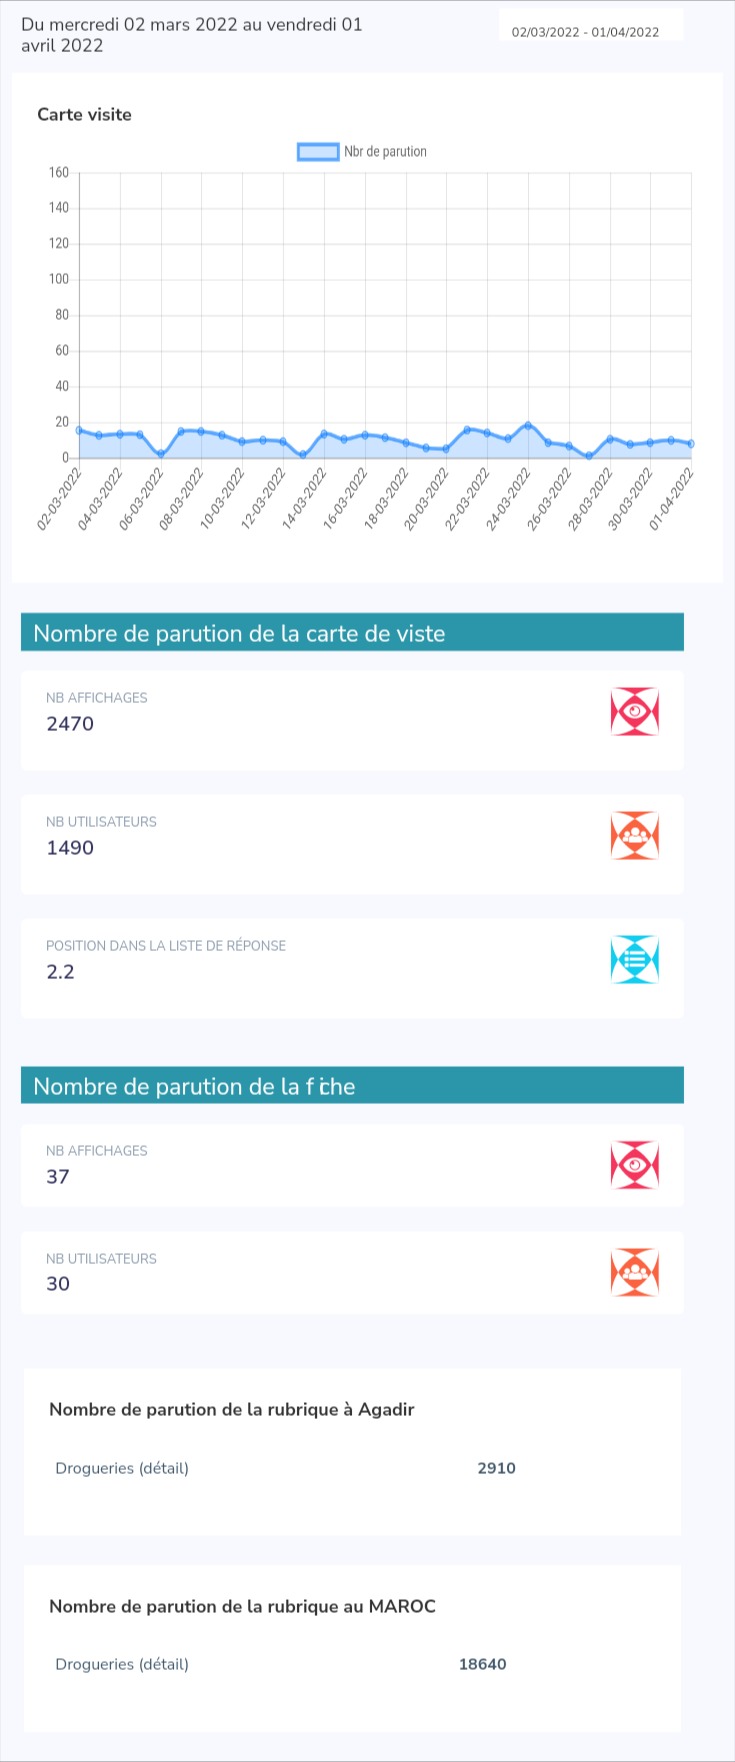 Du mercredi 02 mars 2022 au vendredi 01
avril 2022
02/03/2022 - 01/04/2022
Carte visite
Nbr de parution
160
140
120
100
80
60
40
20
0
02-03-2022
04-03-2022
06-03-2022
08-03-2022
10-03-2022
12-03-2022
14-03-2022
16-03-2022
18-03-2022
20-03-2022
22-03-2022
24-03-2022
26-03-2022
28-03-2022
30-03-2022
01-04-2022
Nombre de parution de la carte de viste
NB AFFICHAGES
2470
NB UTILISATEURS
1490
POSITION DANS LA LISTE DE RÉPONSE
2.2
Nombre de parution de la fiche
NB AFFICHAGES
37
NB UTILISATEURS
30
Nombre de parution de la rubrique à Agadir
Drogueries (détail) 2910
Nombre de parution de la rubrique au MAROC
Drogueries (détail) 18640